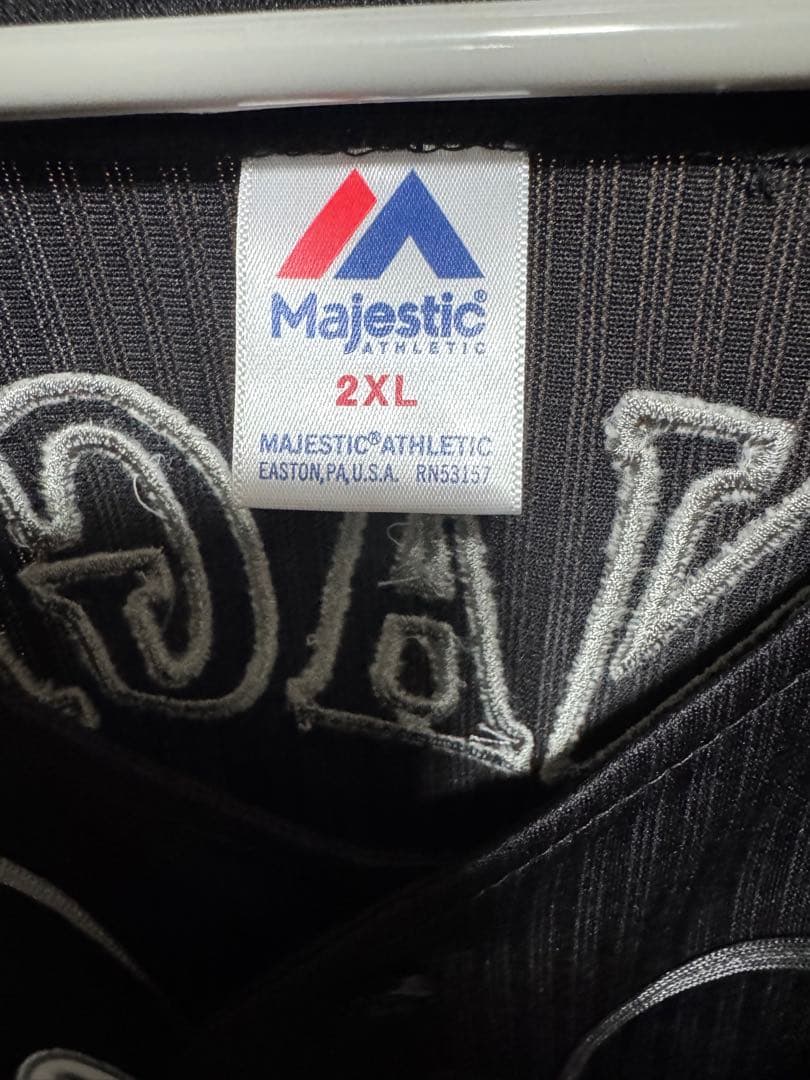 Majestic®
ATHLETIC
2XL
MAJESTIC®ATHLETIC
EASTON,PA,U.S.A. RN53157